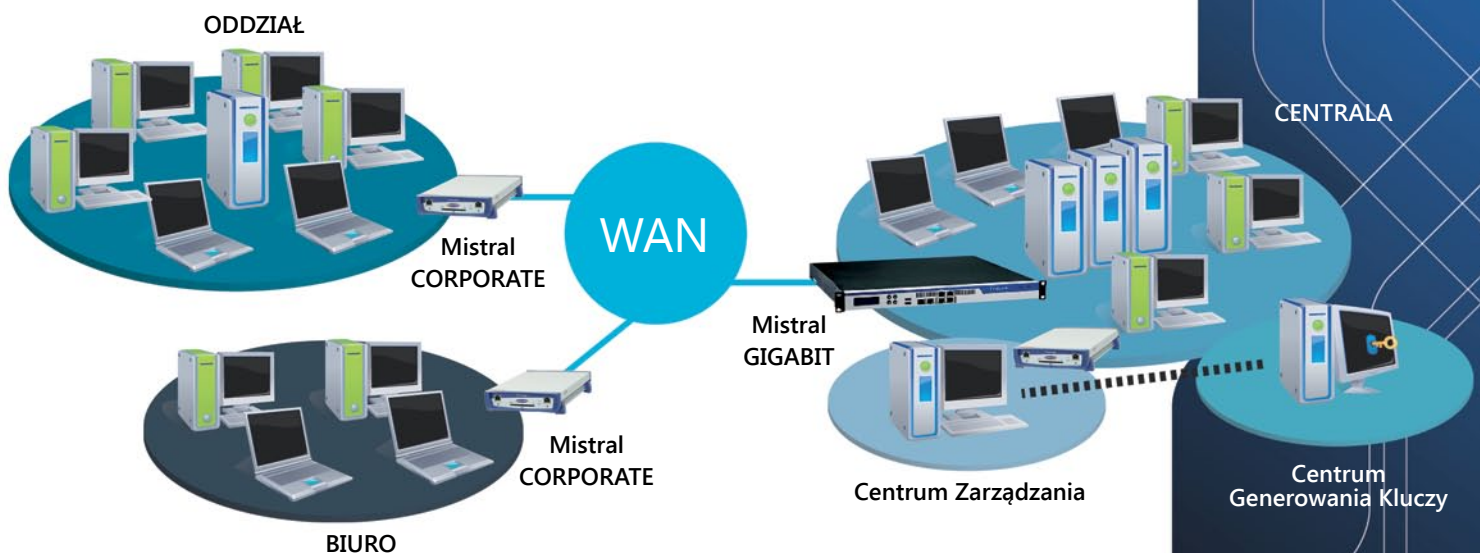 ODDZIAŁ
CENTRALA
WAN
Mistral
CORPORATE
Mistral
GIGABIT
Mistral
CORPORATE
Centrum Zarządzania
Centrum
Generowania Kluczy
BIURO